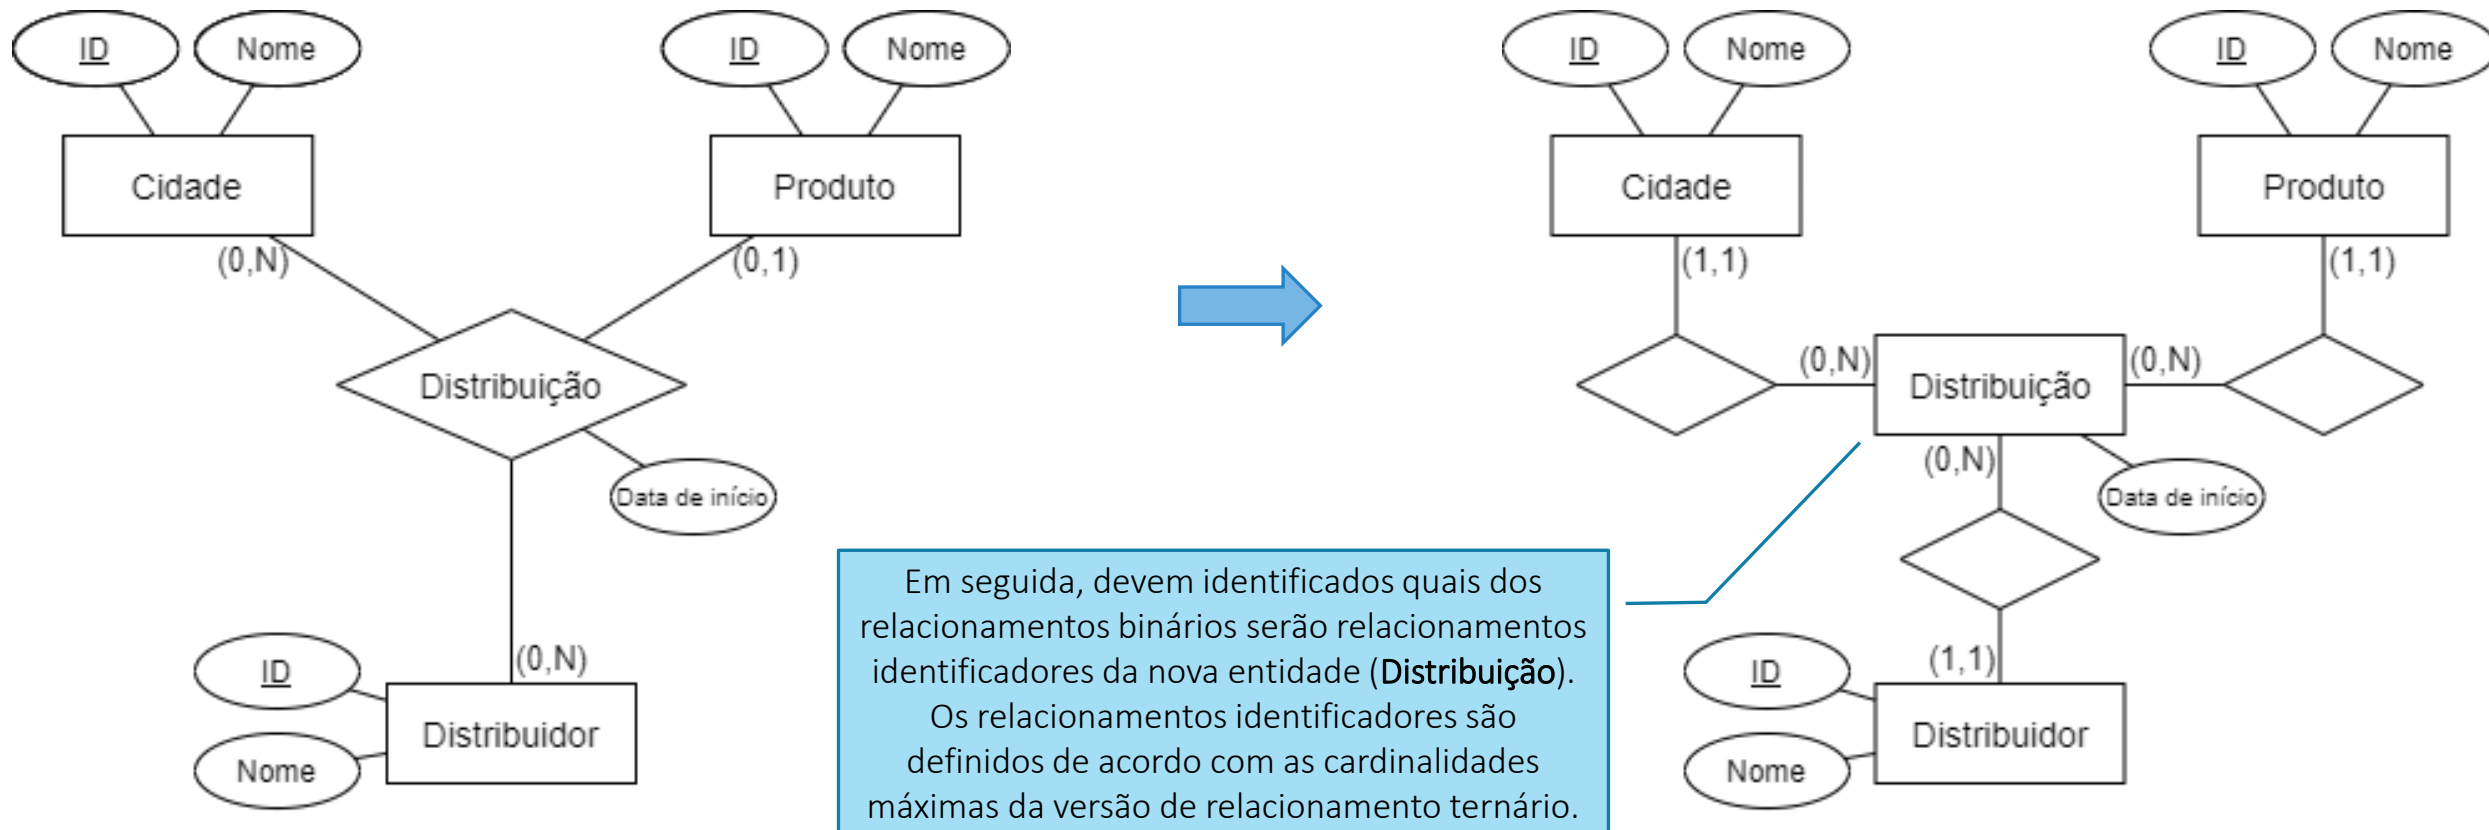 ID
Nome
ID
Nome
Cidade
Produto
(0,N)
(0,1)
Distribuição
Data de início
(0,N)
ID
Nome
Distribuidor
ID
Nome
ID
Nome
Cidade
Produto
(1,1)
(1,1)
(0,N)
Distribuição
(0,N)
(0,N)
Data de início
(1,1)
ID
Nome
Distribuidor
Em seguida, devem identificados quais dos
relacionamentos binários serão relacionamentos
identificadores da nova entidade (Distribuição).
Os relacionamentos identificadores são
definidos de acordo com as cardinalidades
máximas da versão de relacionamento ternário.